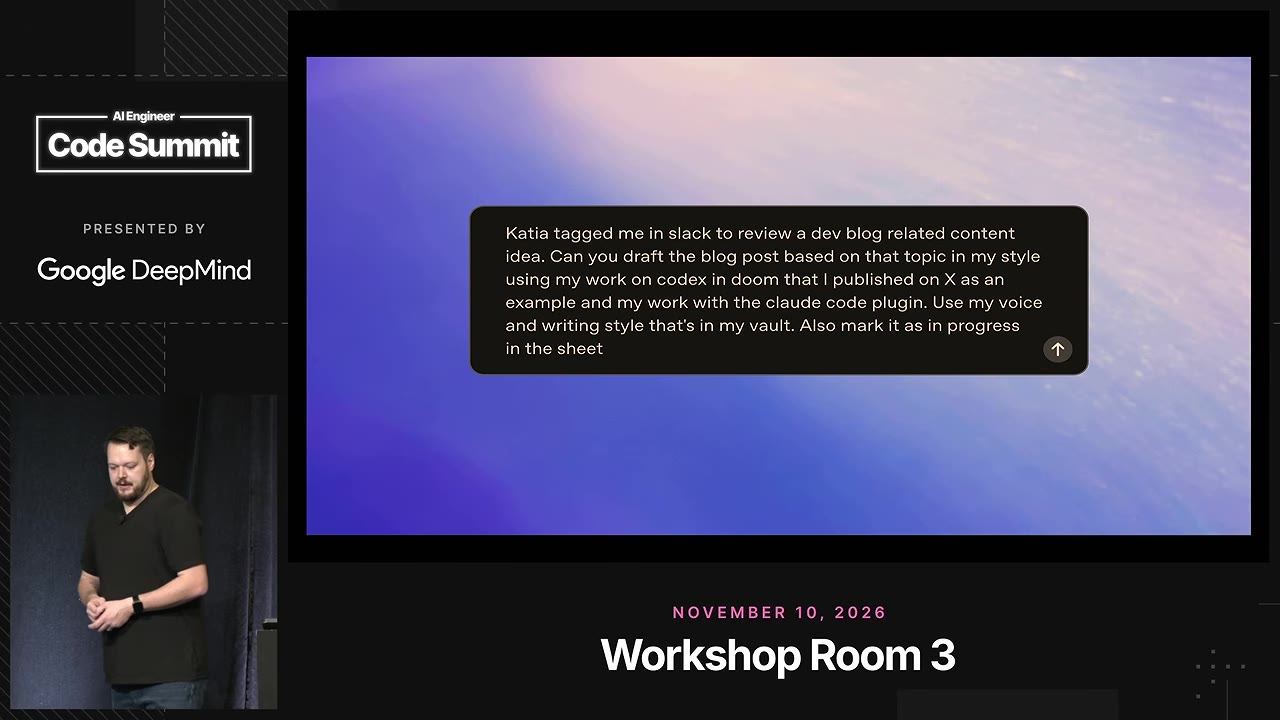 AI Engineer
Code Summit
PRESENTED BY
Google DeepMind
Katia tagged me in slack to review a dev blog related content
idea. Can you draft the blog post based on that topic in my style
using my work on codex in doom that I published on X as an
example and my work with the claude code plugin. Use my voice
and writing style that's in my vault. Also mark it as in progress
in the sheet
NOVEMBER 10, 2026
Workshop Room 3